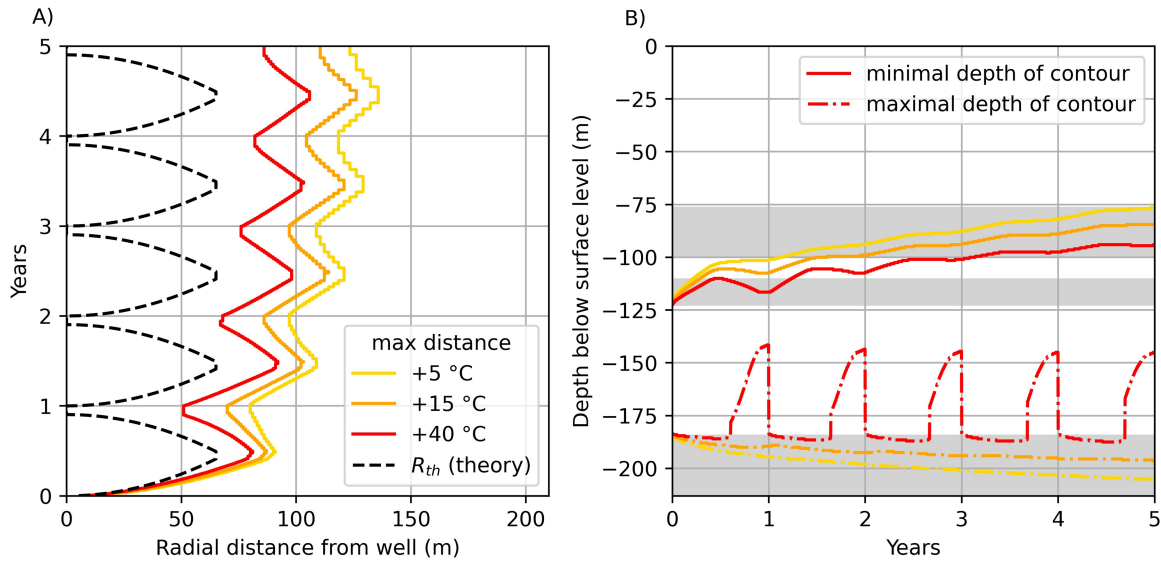 A)
5
4
3
2
1
0
Years
max distance
+5 °C
+15 °C
+40 °C
R_th (theory)
0 50 100 150 200
Radial distance from well (m)
B)
0
−25
−50
−75
−100
−125
−150
−175
−200
Depth below surface level (m)
minimal depth of contour
maximal depth of contour
0 1 2 3 4 5
Years